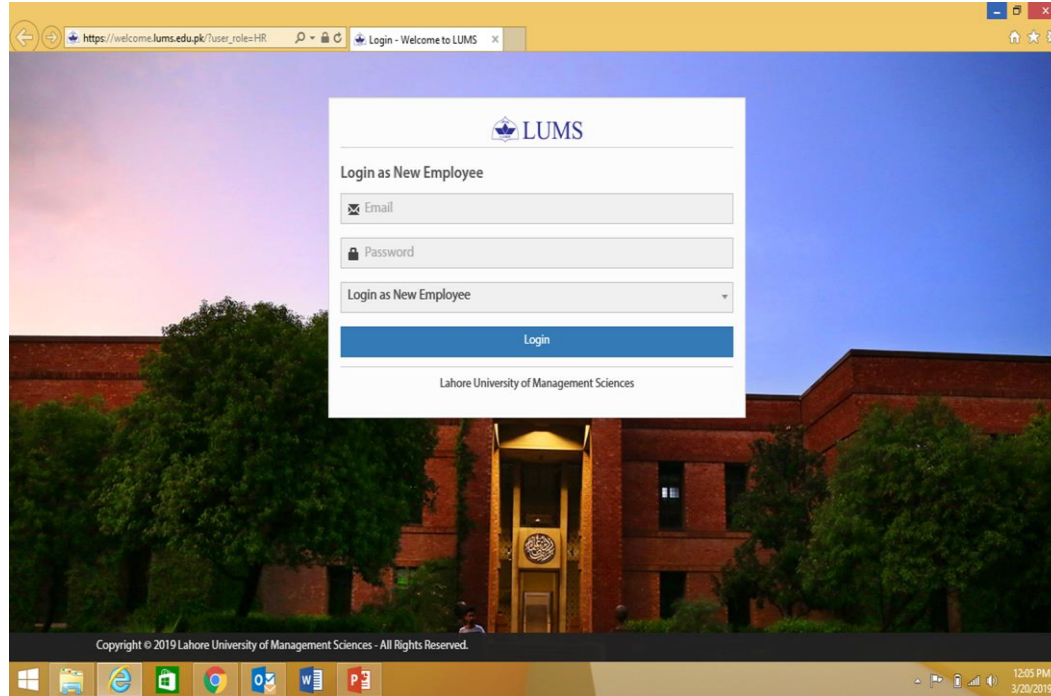 https://welcome.lums.edu.pk/?user_role=HR
Login - Welcome to LUMS
LUMS
Login as New Employee
Email
Password
Login as New Employee
Login
Lahore University of Management Sciences
Copyright © 2019 Lahore University of Management Sciences - All Rights Reserved.
12:05 PM
3/20/2019